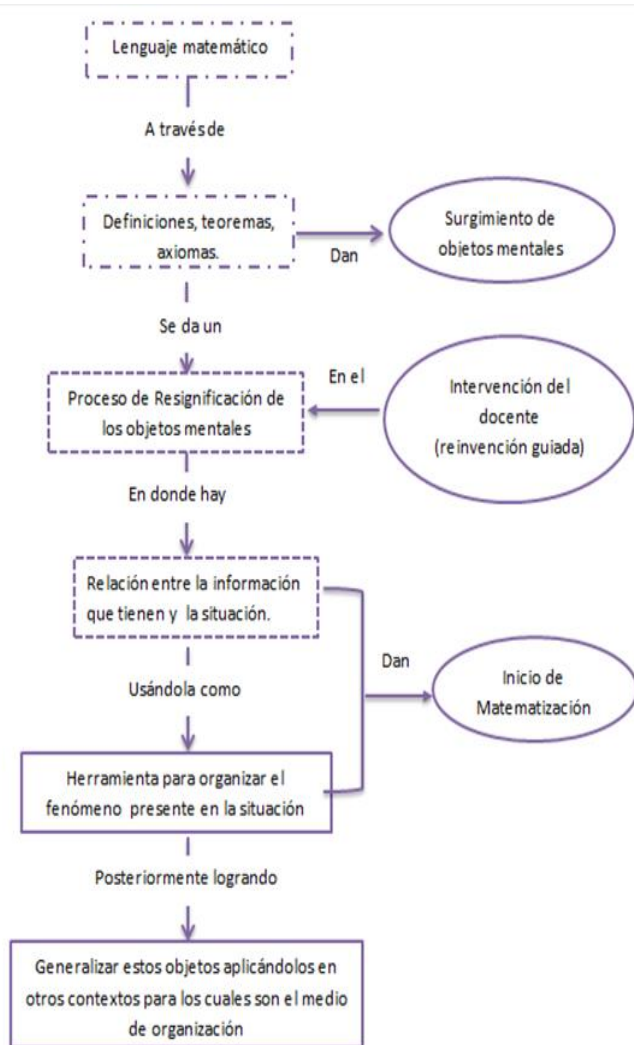 Lenguaje matemático
A través de
Definiciones, teoremas,
axiomas.
Dan
Surgimiento de
objetos mentales
Se da un
Proceso de Resignificación de
los objetos mentales
En el
Intervención del
docente
(reinvención guiada)
En donde hay
Relación entre la información
que tienen y la situación.
Dan
Inicio de
Matematización
Usándola como
Herramienta para organizar el
fenómeno presente en la situación
Posteriormente logrando
Generalizar estos objetos aplicándolos en
otros contextos para los cuales son el medio
de organización